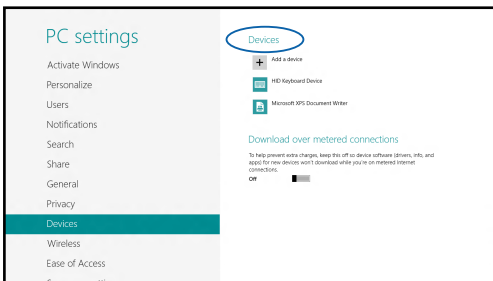 PC settings
Activate Windows
Personalize
Users
Notifications
Search
Share
General
Privacy
Devices
Wireless
Ease of Access
Devices
Add a device
HID Keyboard Device
Microsoft XPS Document Writer
Download over metered connections
To help prevent extra charges, keep this off so device software (drivers, info, and
apps) for new devices won't download while you're on metered Internet
connections.
Off